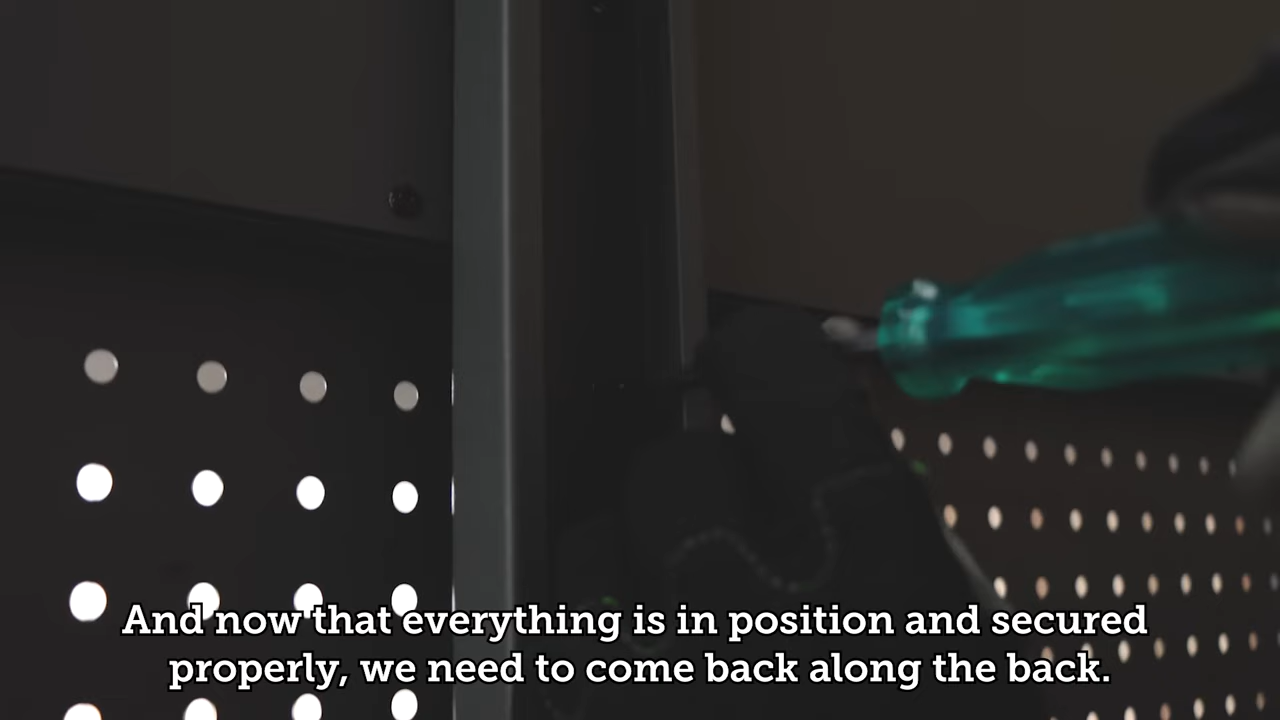 And now that everything is in position and secured
properly, we need to come back along the back.